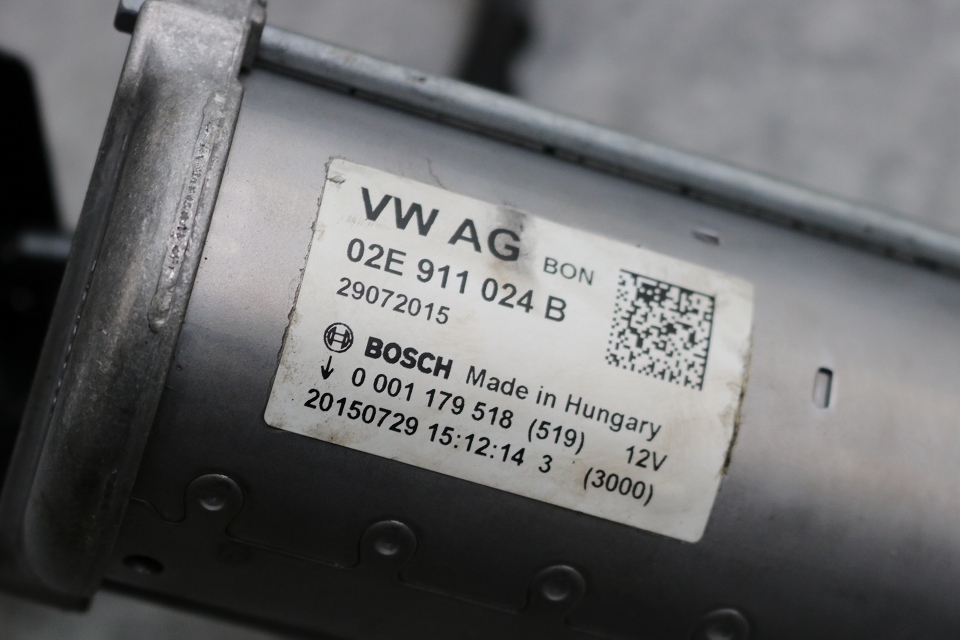 VW AG BON
02E 911 024 B
29072015
BOSCH Made in Hungary
↓ 0 001 179 518 (519) 12V
20150729 15:12:14 3 (3000)